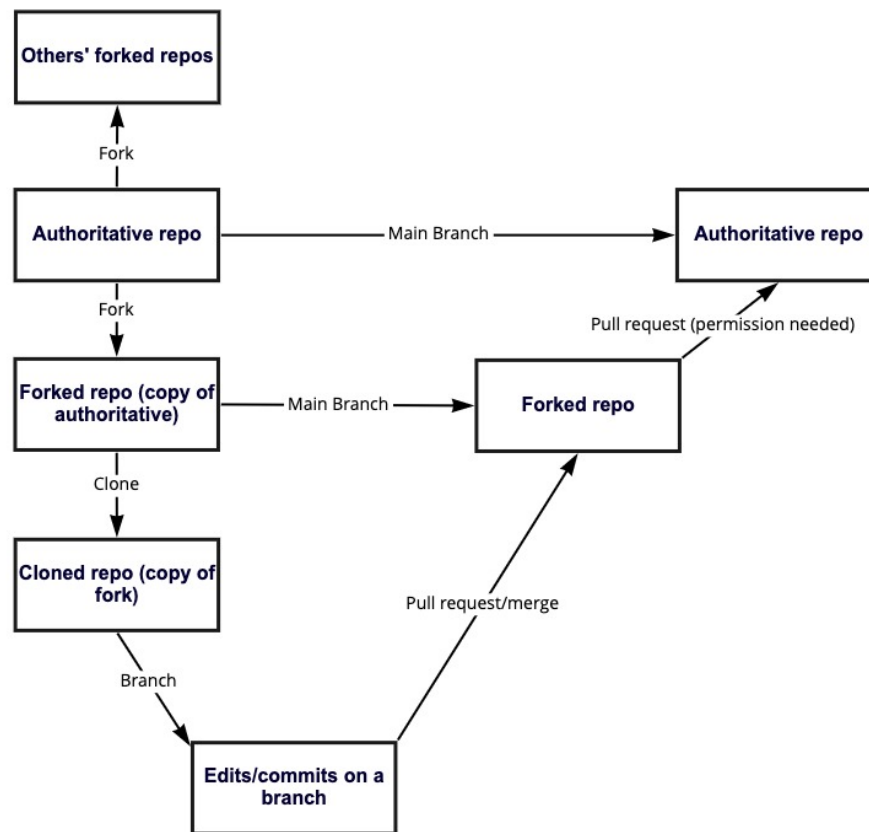 Others' forked repos
Fork
Authoritative repo
Main Branch
Authoritative repo
Fork
Pull request (permission needed)
Forked repo (copy of
authoritative)
Main Branch
Forked repo
Clone
Cloned repo (copy of
fork)
Pull request/merge
Branch
Edits/commits on a
branch